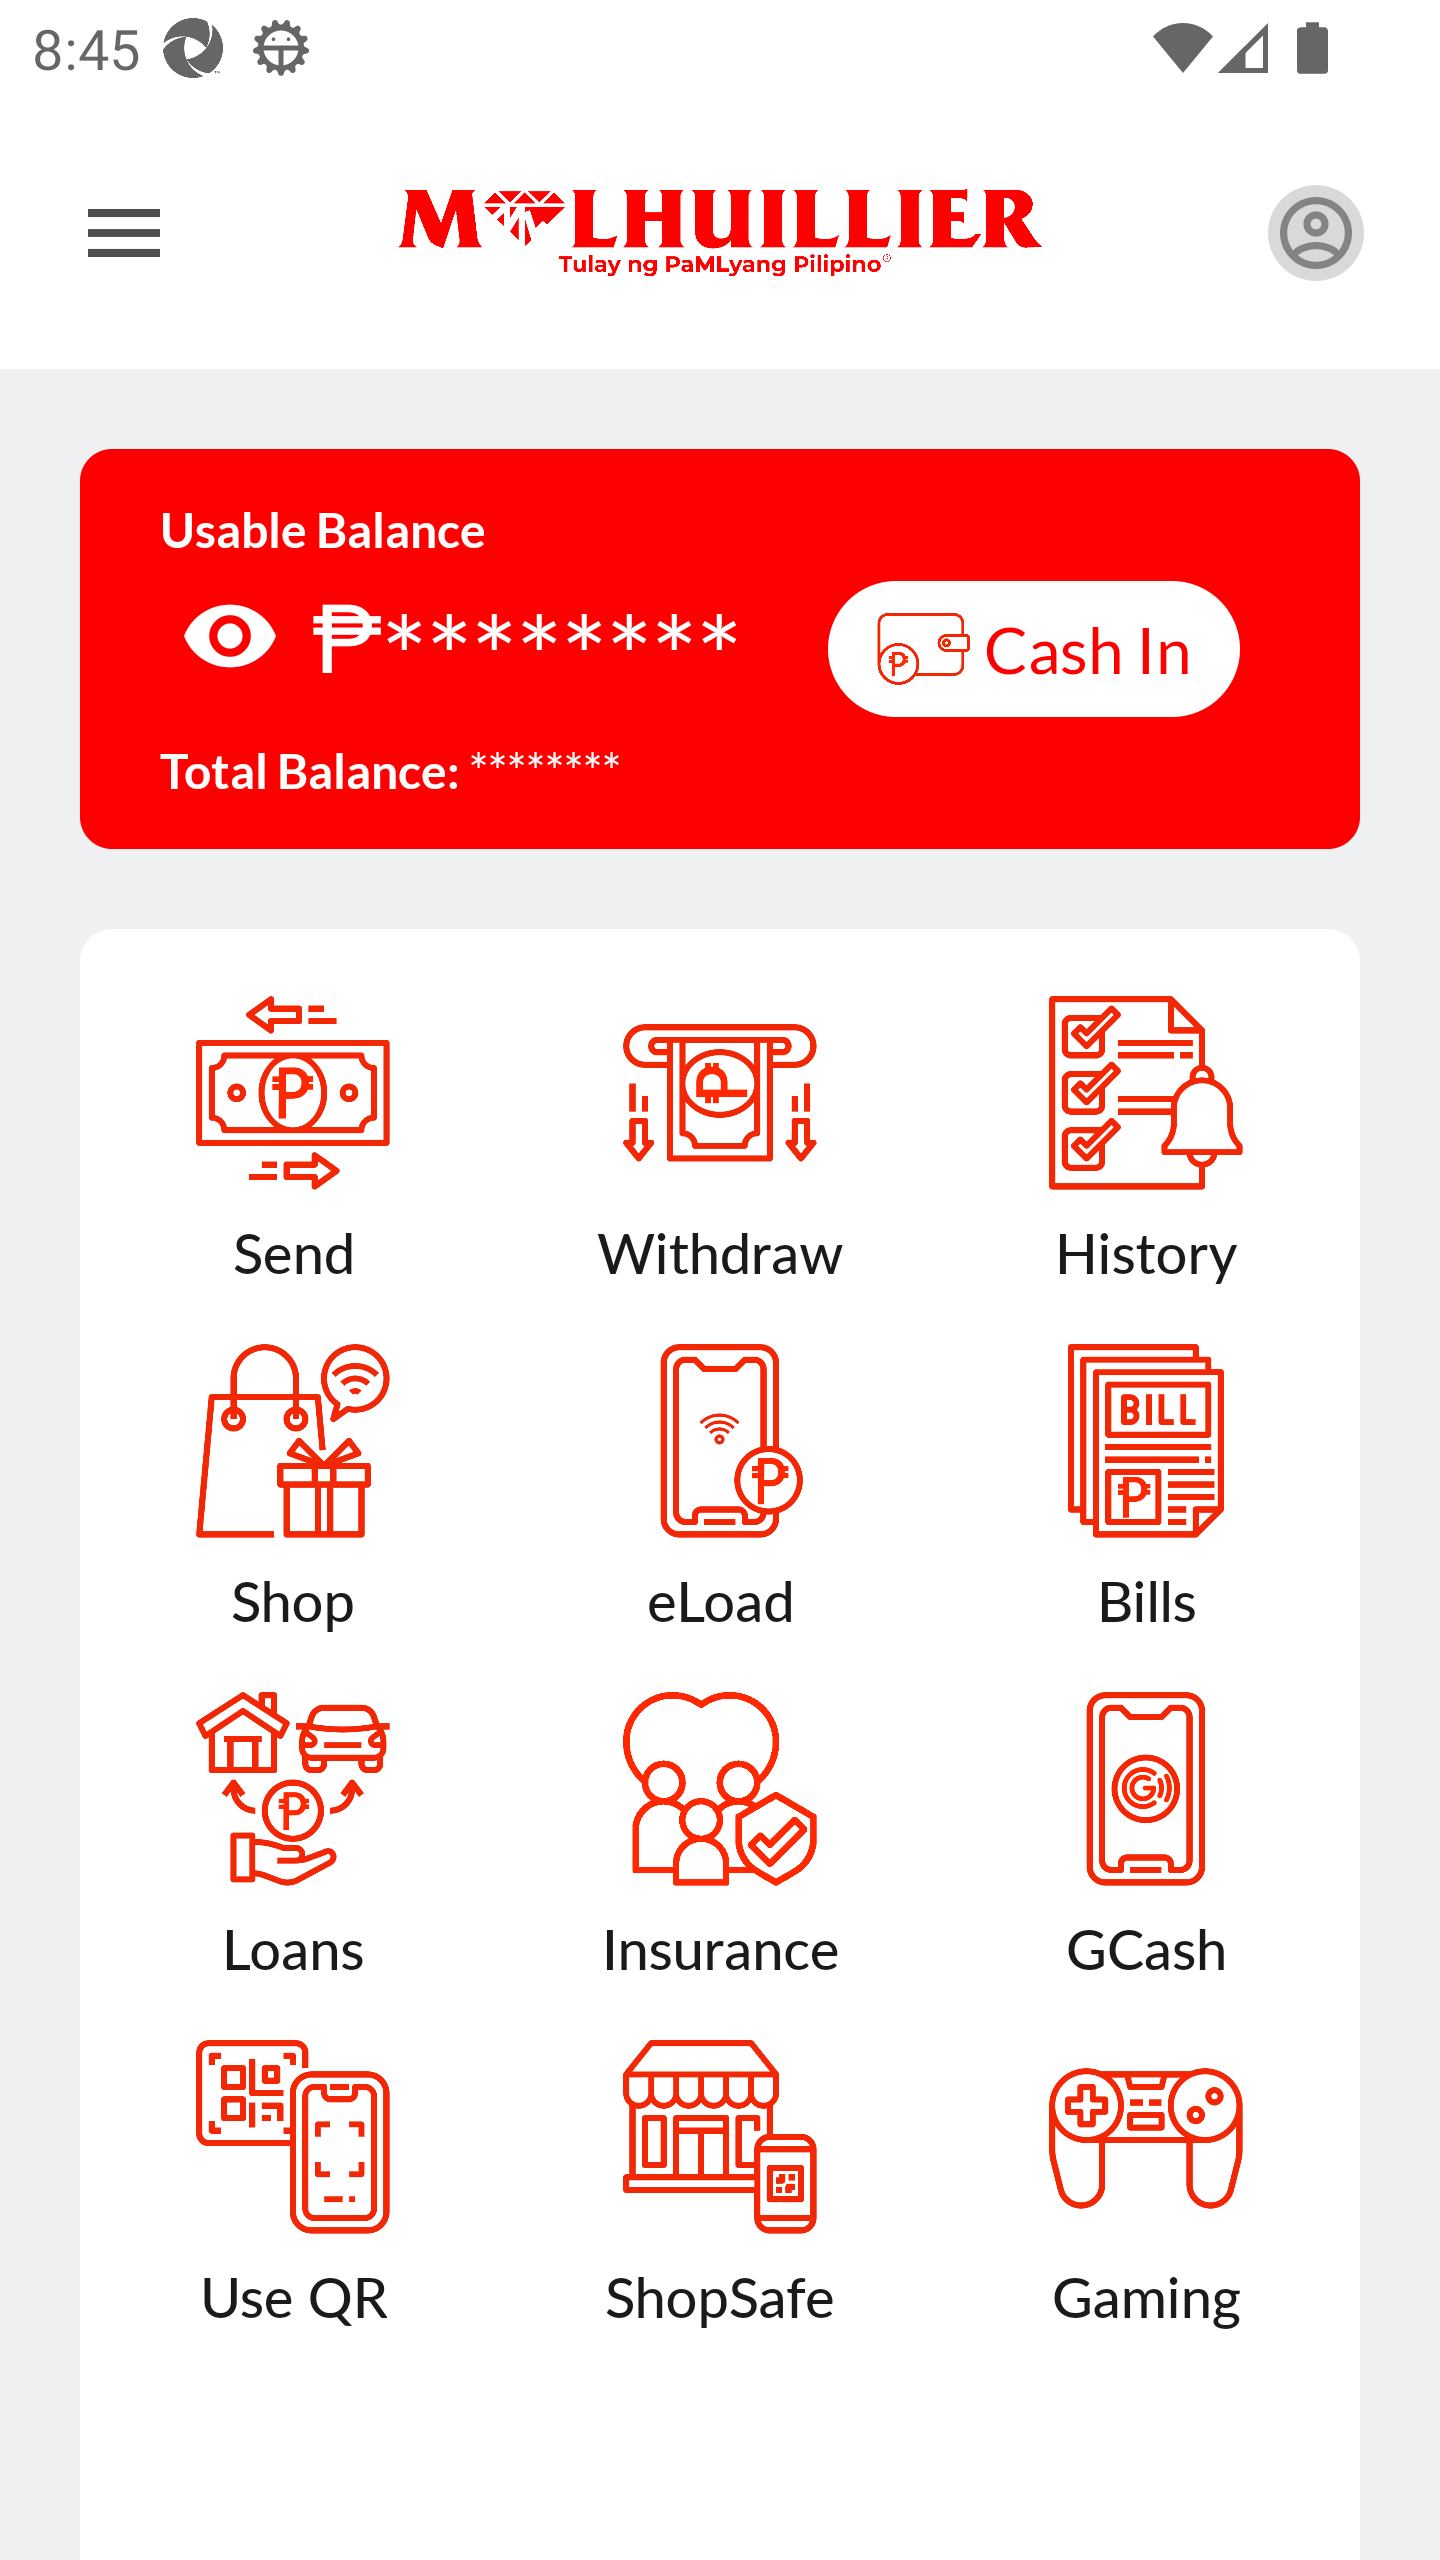 8:45
M LHUILLIER
Tulay ng PaMLyang Pilipino
Usable Balance
₱********
Cash In
Total Balance: ********
Send
Withdraw
History
BILL
Shop
eLoad
Bills
Loans
Insurance
GCash
Use QR
ShopSafe
Gaming